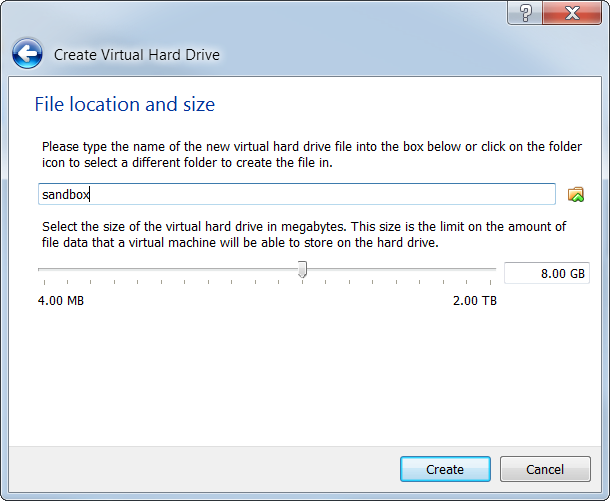 ?
Create Virtual Hard Drive
File location and size
Please type the name of the new virtual hard drive file into the box below or click on the folder
icon to select a different folder to create the file in.
sandbox
Select the size of the virtual hard drive in megabytes. This size is the limit on the amount of
file data that a virtual machine will be able to store on the hard drive.
8.00 GB
4.00 MB 2.00 TB
Create Cancel